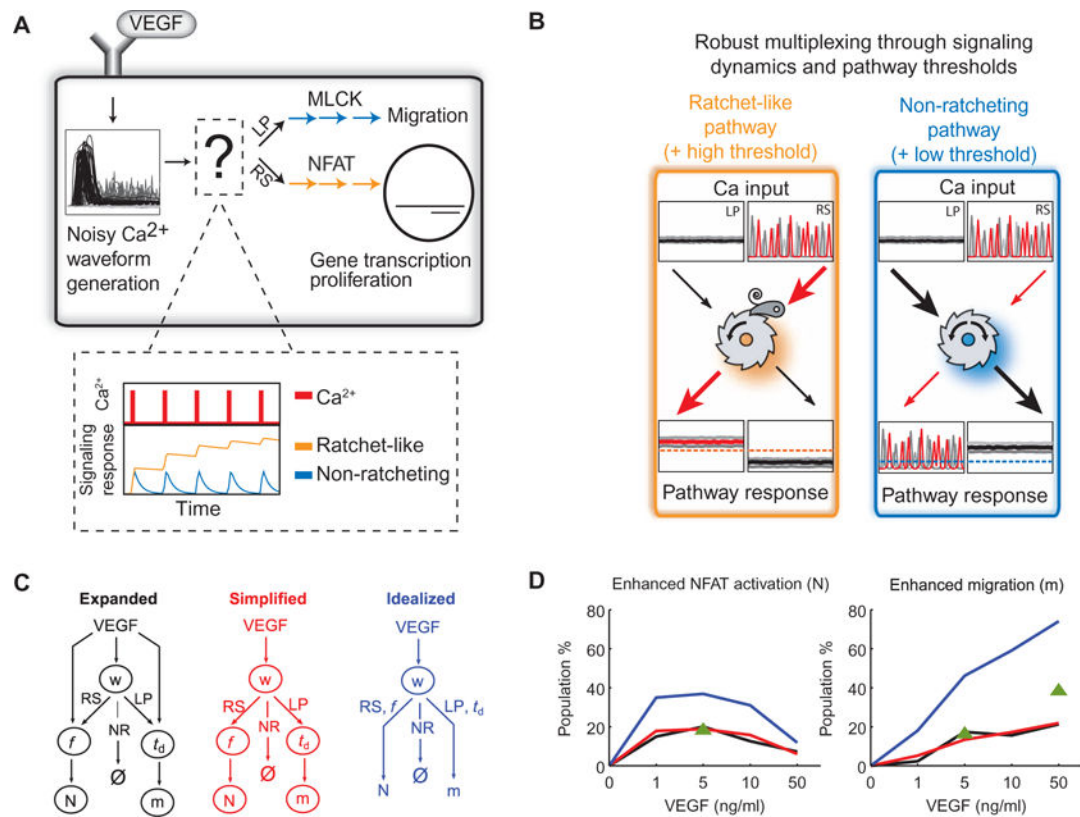 A
VEGF
MLCK
Migration
LP
?
RS
NFAT
Noisy Ca2+
waveform
generation
Gene transcription
proliferation
Ca2+
Ca2+
Signaling
response
Ratchet-like
Non-ratcheting
Time
B
Robust multiplexing through signaling
dynamics and pathway thresholds
Ratchet-like
pathway
(+ high threshold)
Ca input
LP
RS
Pathway response
Non-ratcheting
pathway
(+ low threshold)
Ca input
LP
RS
Pathway response
C
Expanded
VEGF
w
RS
LP
NR
f
td
Ø
N
m
Simplified
VEGF
w
RS
LP
NR
f
td
Ø
N
m
Idealized
VEGF
w
RS, f
LP, td
NR
Ø
N
m
D
Enhanced NFAT activation (N)
Population %
80
60
40
20
0
0 1 5 10 50
VEGF (ng/ml)
Enhanced migration (m)
Population %
80
60
40
20
0
0 1 5 10 50
VEGF (ng/ml)